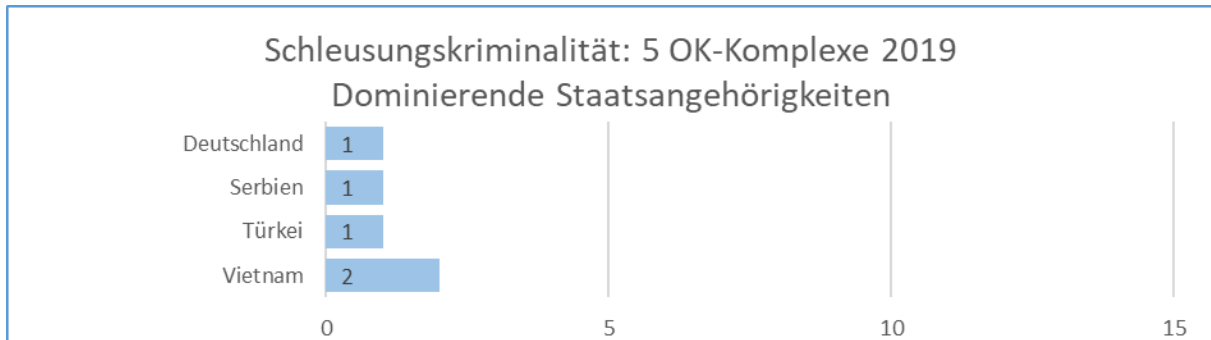 Schleusungskriminalität: 5 OK-Komplexe 2019
Dominierende Staatsangehörigkeiten
Deutschland 1
Serbien 1
Türkei 1
Vietnam 2
0 5 10 15